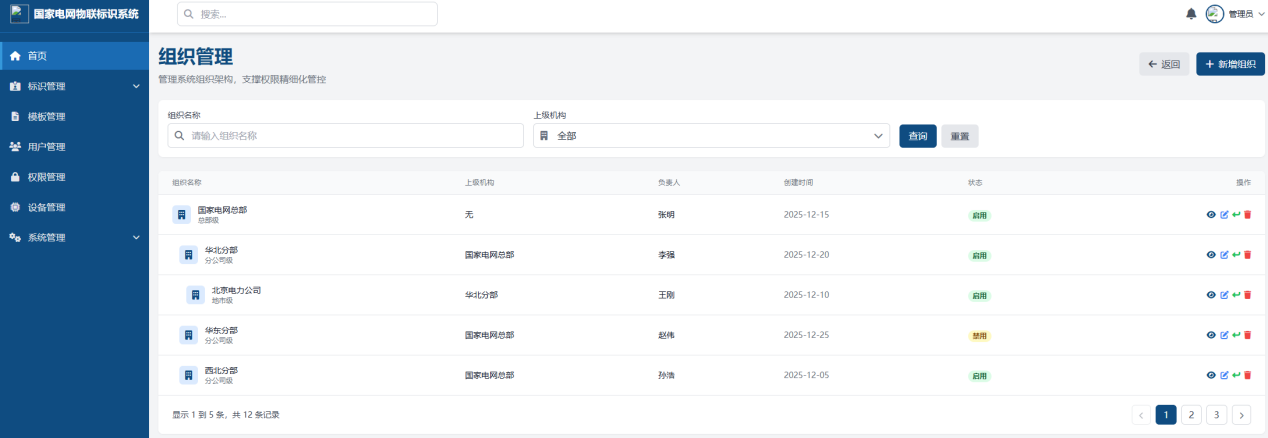 国家电网物联标识系统
搜索...
管理员
首页
标识管理
模板管理
用户管理
权限管理
设备管理
系统管理
组织管理
管理系统组织架构，支撑权限精细化管控
返回
新增组织
组织名称
请输入组织名称
上级机构
全部
查询
重置
组织名称 上级机构 负责人 创建时间 状态 操作
国家电网总部
总部级
无 张明 2025-12-15 启用
华北分部
分公司级
国家电网总部 李强 2025-12-20 启用
北京电力公司
地市级
华北分部 王刚 2025-12-10 启用
华东分部
分公司级
国家电网总部 赵伟 2025-12-25 禁用
西北分部
分公司级
国家电网总部 孙浩 2025-12-05 启用
显示 1 到 5 条，共 12 条记录
1 2 3